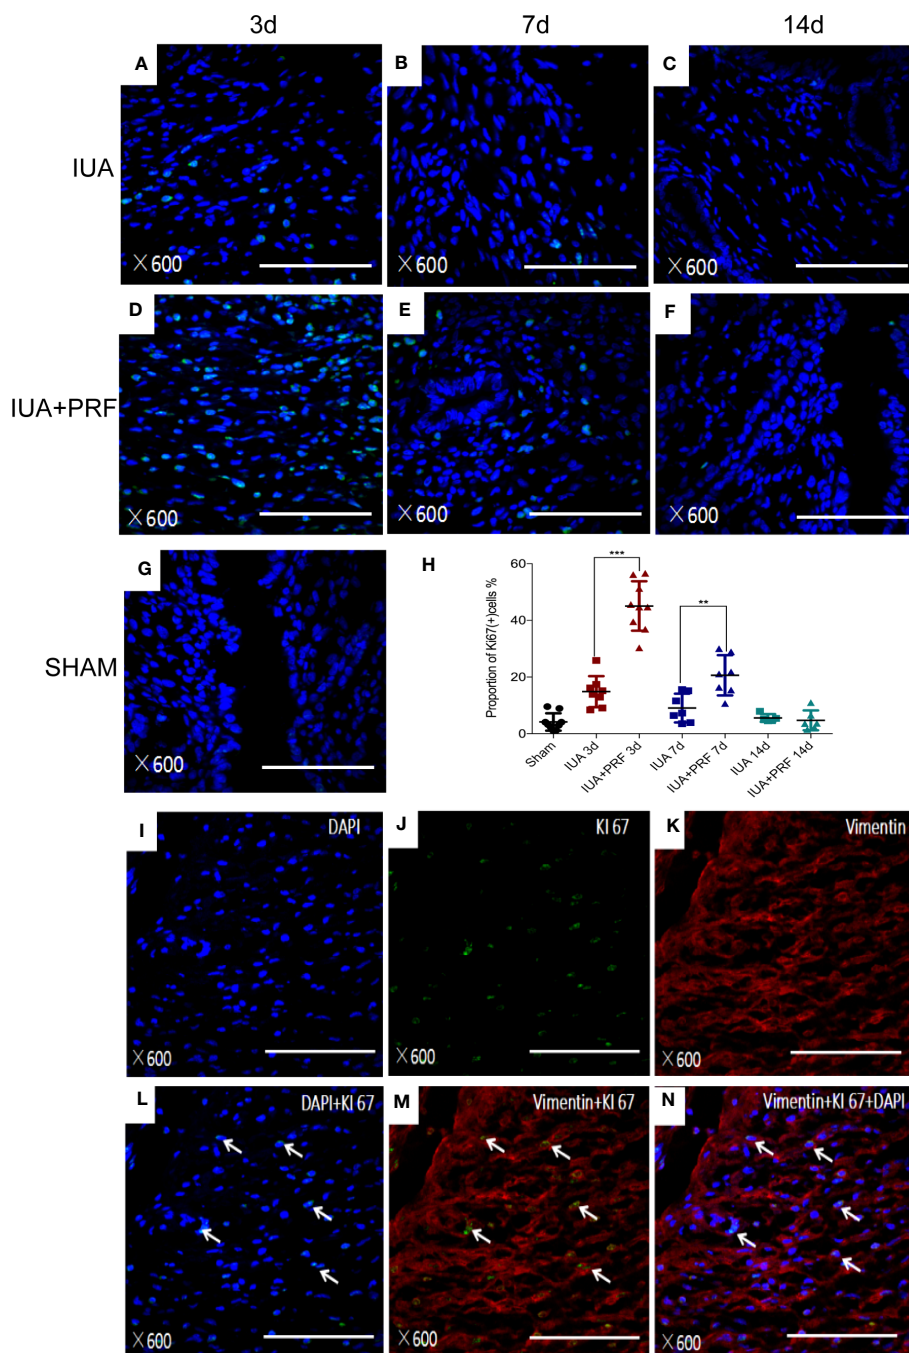 3d 7d 14d
A B C
IUA
X 600 X 600 X 600
D E F
IUA+PRF
X 600 X 600 X 600
G
SHAM
X 600
H
Proportion of Ki67(+)cells %
60
40
20
0
***
**
Sham
IUA 3d
IUA+PRF 3d
IUA 7d
IUA+PRF 7d
IUA 14d
IUA+PRF 14d
I DAPI J KI 67 K Vimentin
X 600 X 600 X 600
L DAPI+KI 67 M Vimentin+KI 67 N Vimentin+KI 67+DAPI
X 600 X 600 X 600